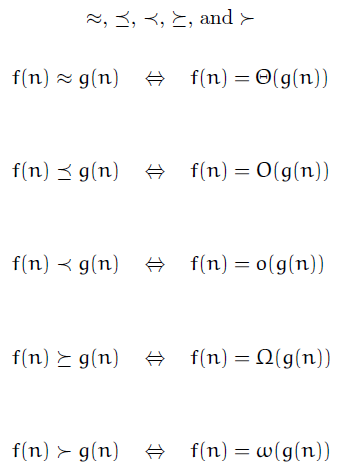 ≈, ⪯, ≺, ⪰, and ≻
f(n) ≈ g(n) ⇔ f(n) = Θ(g(n))
f(n) ⪯ g(n) ⇔ f(n) = O(g(n))
f(n) ≺ g(n) ⇔ f(n) = o(g(n))
f(n) ⪰ g(n) ⇔ f(n) = Ω(g(n))
f(n) ≻ g(n) ⇔ f(n) = ω(g(n))